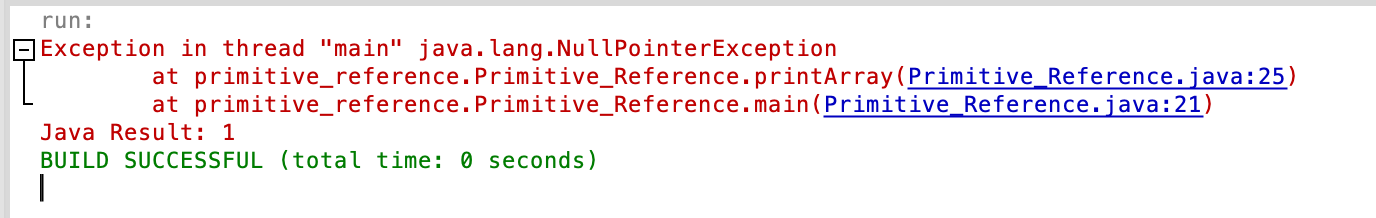 run:
Exception in thread "main" java.lang.NullPointerException
at primitive_reference.Primitive_Reference.printArray(Primitive_Reference.java:25)
at primitive_reference.Primitive_Reference.main(Primitive_Reference.java:21)
Java Result: 1
BUILD SUCCESSFUL (total time: 0 seconds)